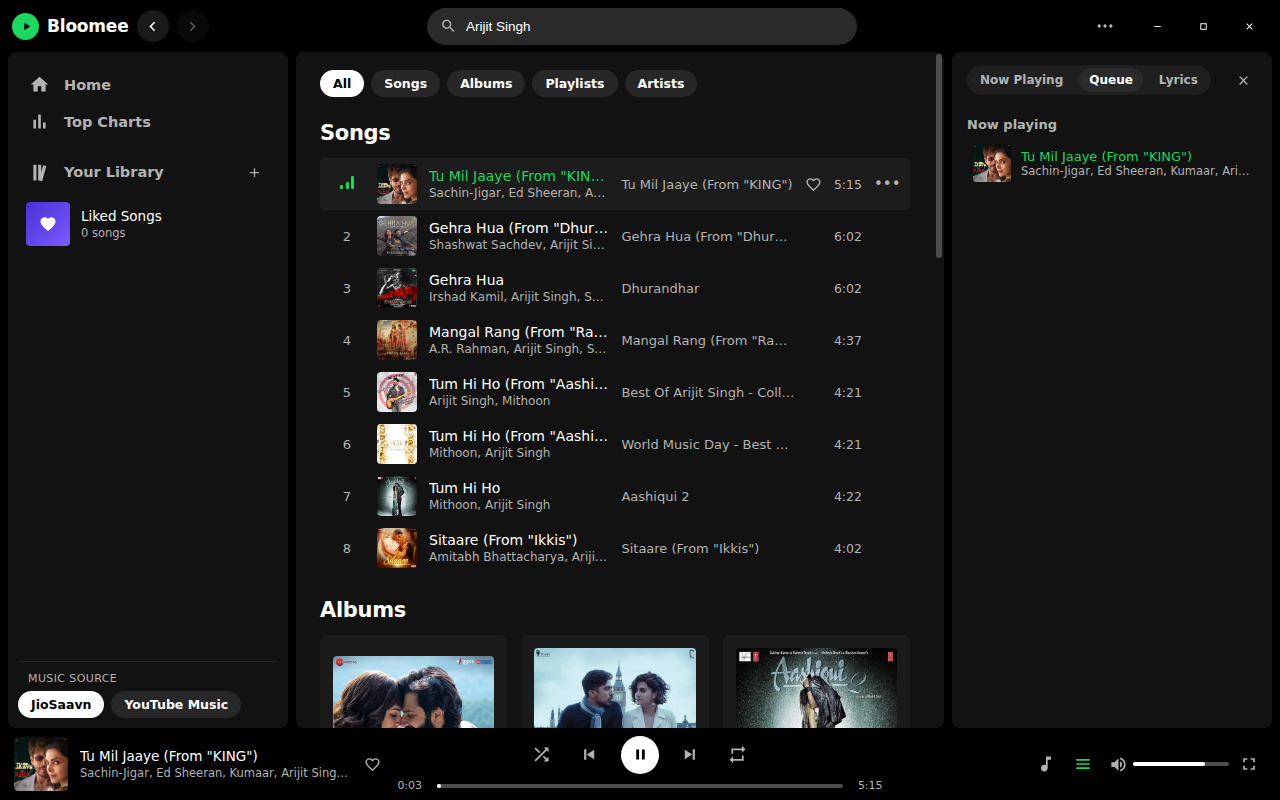 Bloomee
Arijit Singh
Home
Top Charts
Your Library
Liked Songs
0 songs
MUSIC SOURCE
JioSaavn
YouTube Music
All
Songs
Albums
Playlists
Artists
Songs
Tu Mil Jaaye (From "KIN...
Sachin-Jigar, Ed Sheeran, A...
Tu Mil Jaaye (From "KING")
5:15
2
Gehra Hua (From "Dhur...
Shashwat Sachdev, Arijit Si...
Gehra Hua (From "Dhur...
6:02
3
Gehra Hua
Irshad Kamil, Arijit Singh, S...
Dhurandhar
6:02
4
Mangal Rang (From "Ra...
A.R. Rahman, Arijit Singh, S...
Mangal Rang (From "Ra...
4:37
5
Tum Hi Ho (From "Aashi...
Arijit Singh, Mithoon
Best Of Arijit Singh - Coll...
4:21
6
Tum Hi Ho (From "Aashi...
Mithoon, Arijit Singh
World Music Day - Best ...
4:21
7
Tum Hi Ho
Mithoon, Arijit Singh
Aashiqui 2
4:22
8
Sitaare (From "Ikkis")
Amitabh Bhattacharya, Ariji...
Sitaare (From "Ikkis")
4:02
Albums
Aashiqui 2
Now Playing
Queue
Lyrics
Now playing
Tu Mil Jaaye (From "KING")
Sachin-Jigar, Ed Sheeran, Kumaar, Ari...
Tu Mil Jaaye (From "KING")
Sachin-Jigar, Ed Sheeran, Kumaar, Arijit Sing...
0:03
5:15